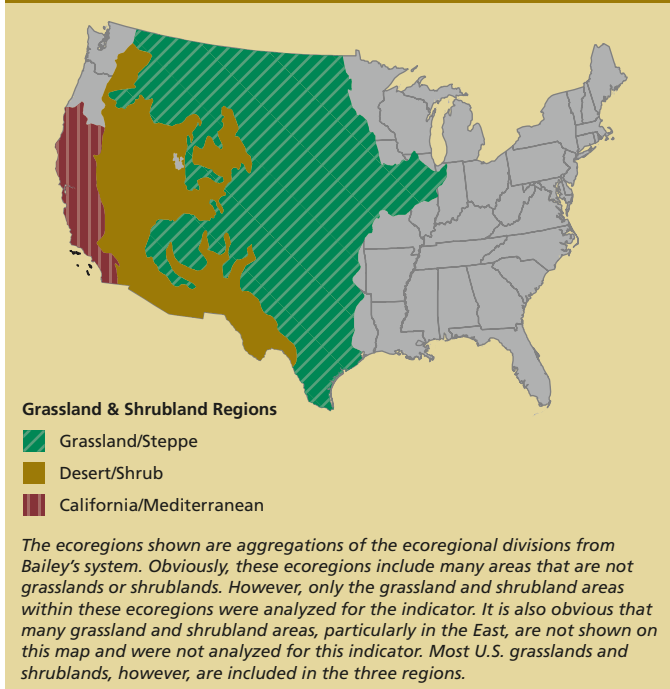 Grassland & Shrubland Regions
Grassland/Steppe
Desert/Shrub
California/Mediterranean
The ecoregions shown are aggregations of the ecoregional divisions from
Bailey's system. Obviously, these ecoregions include many areas that are not
grasslands or shrublands. However, only the grassland and shrubland areas
within these ecoregions were analyzed for the indicator. It is also obvious that
many grassland and shrubland areas, particularly in the East, are not shown on
this map and were not analyzed for this indicator. Most U.S. grasslands and
shrublands, however, are included in the three regions.